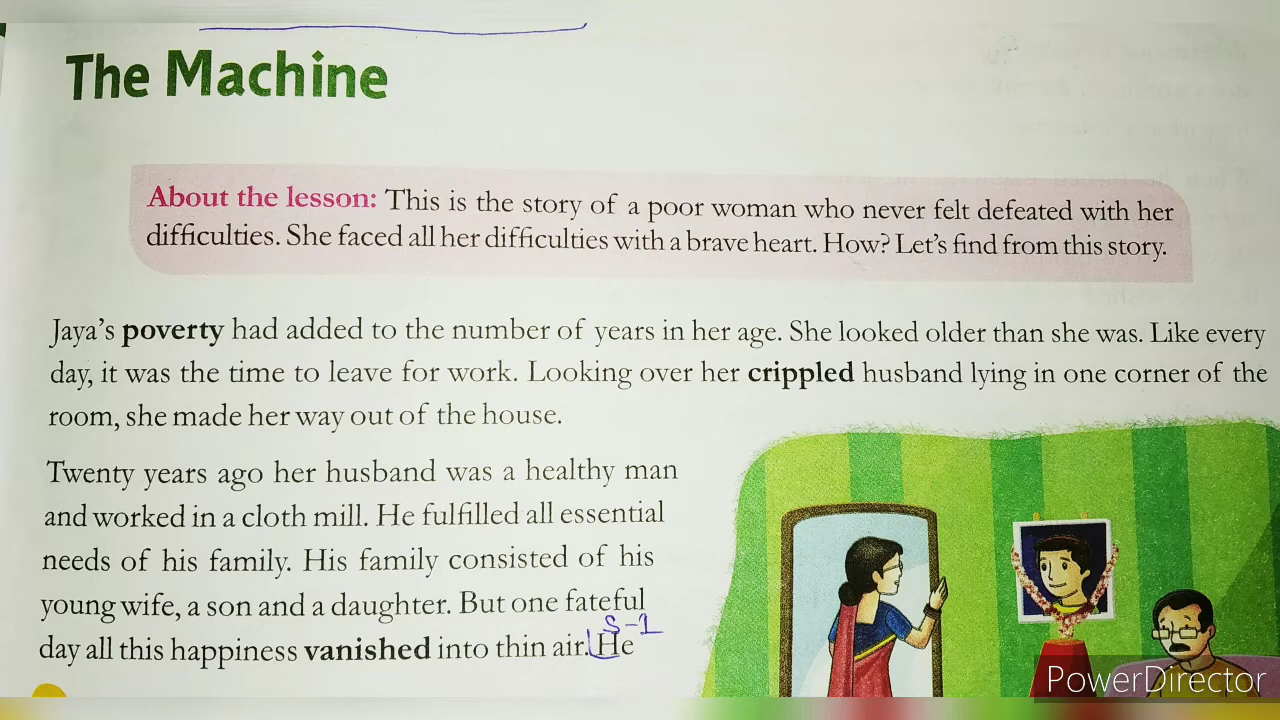 The Machine
About the lesson: This is the story of a poor woman who never felt defeated with her
difficulties. She faced all her difficulties with a brave heart. How? Let's find from this story.
Jaya's poverty had added to the number of years in her age. She looked older than she was. Like every
day, it was the time to leave for work. Looking over her crippled husband lying in one corner of the
room, she made her way out of the house.
Twenty years ago her husband was a healthy man
and worked in a cloth mill. He fulfilled all essential
needs of his family. His family consisted of his
young wife, a son and a daughter. But one fateful
S-1
day all this happiness vanished into thin air. He
PowerDirector